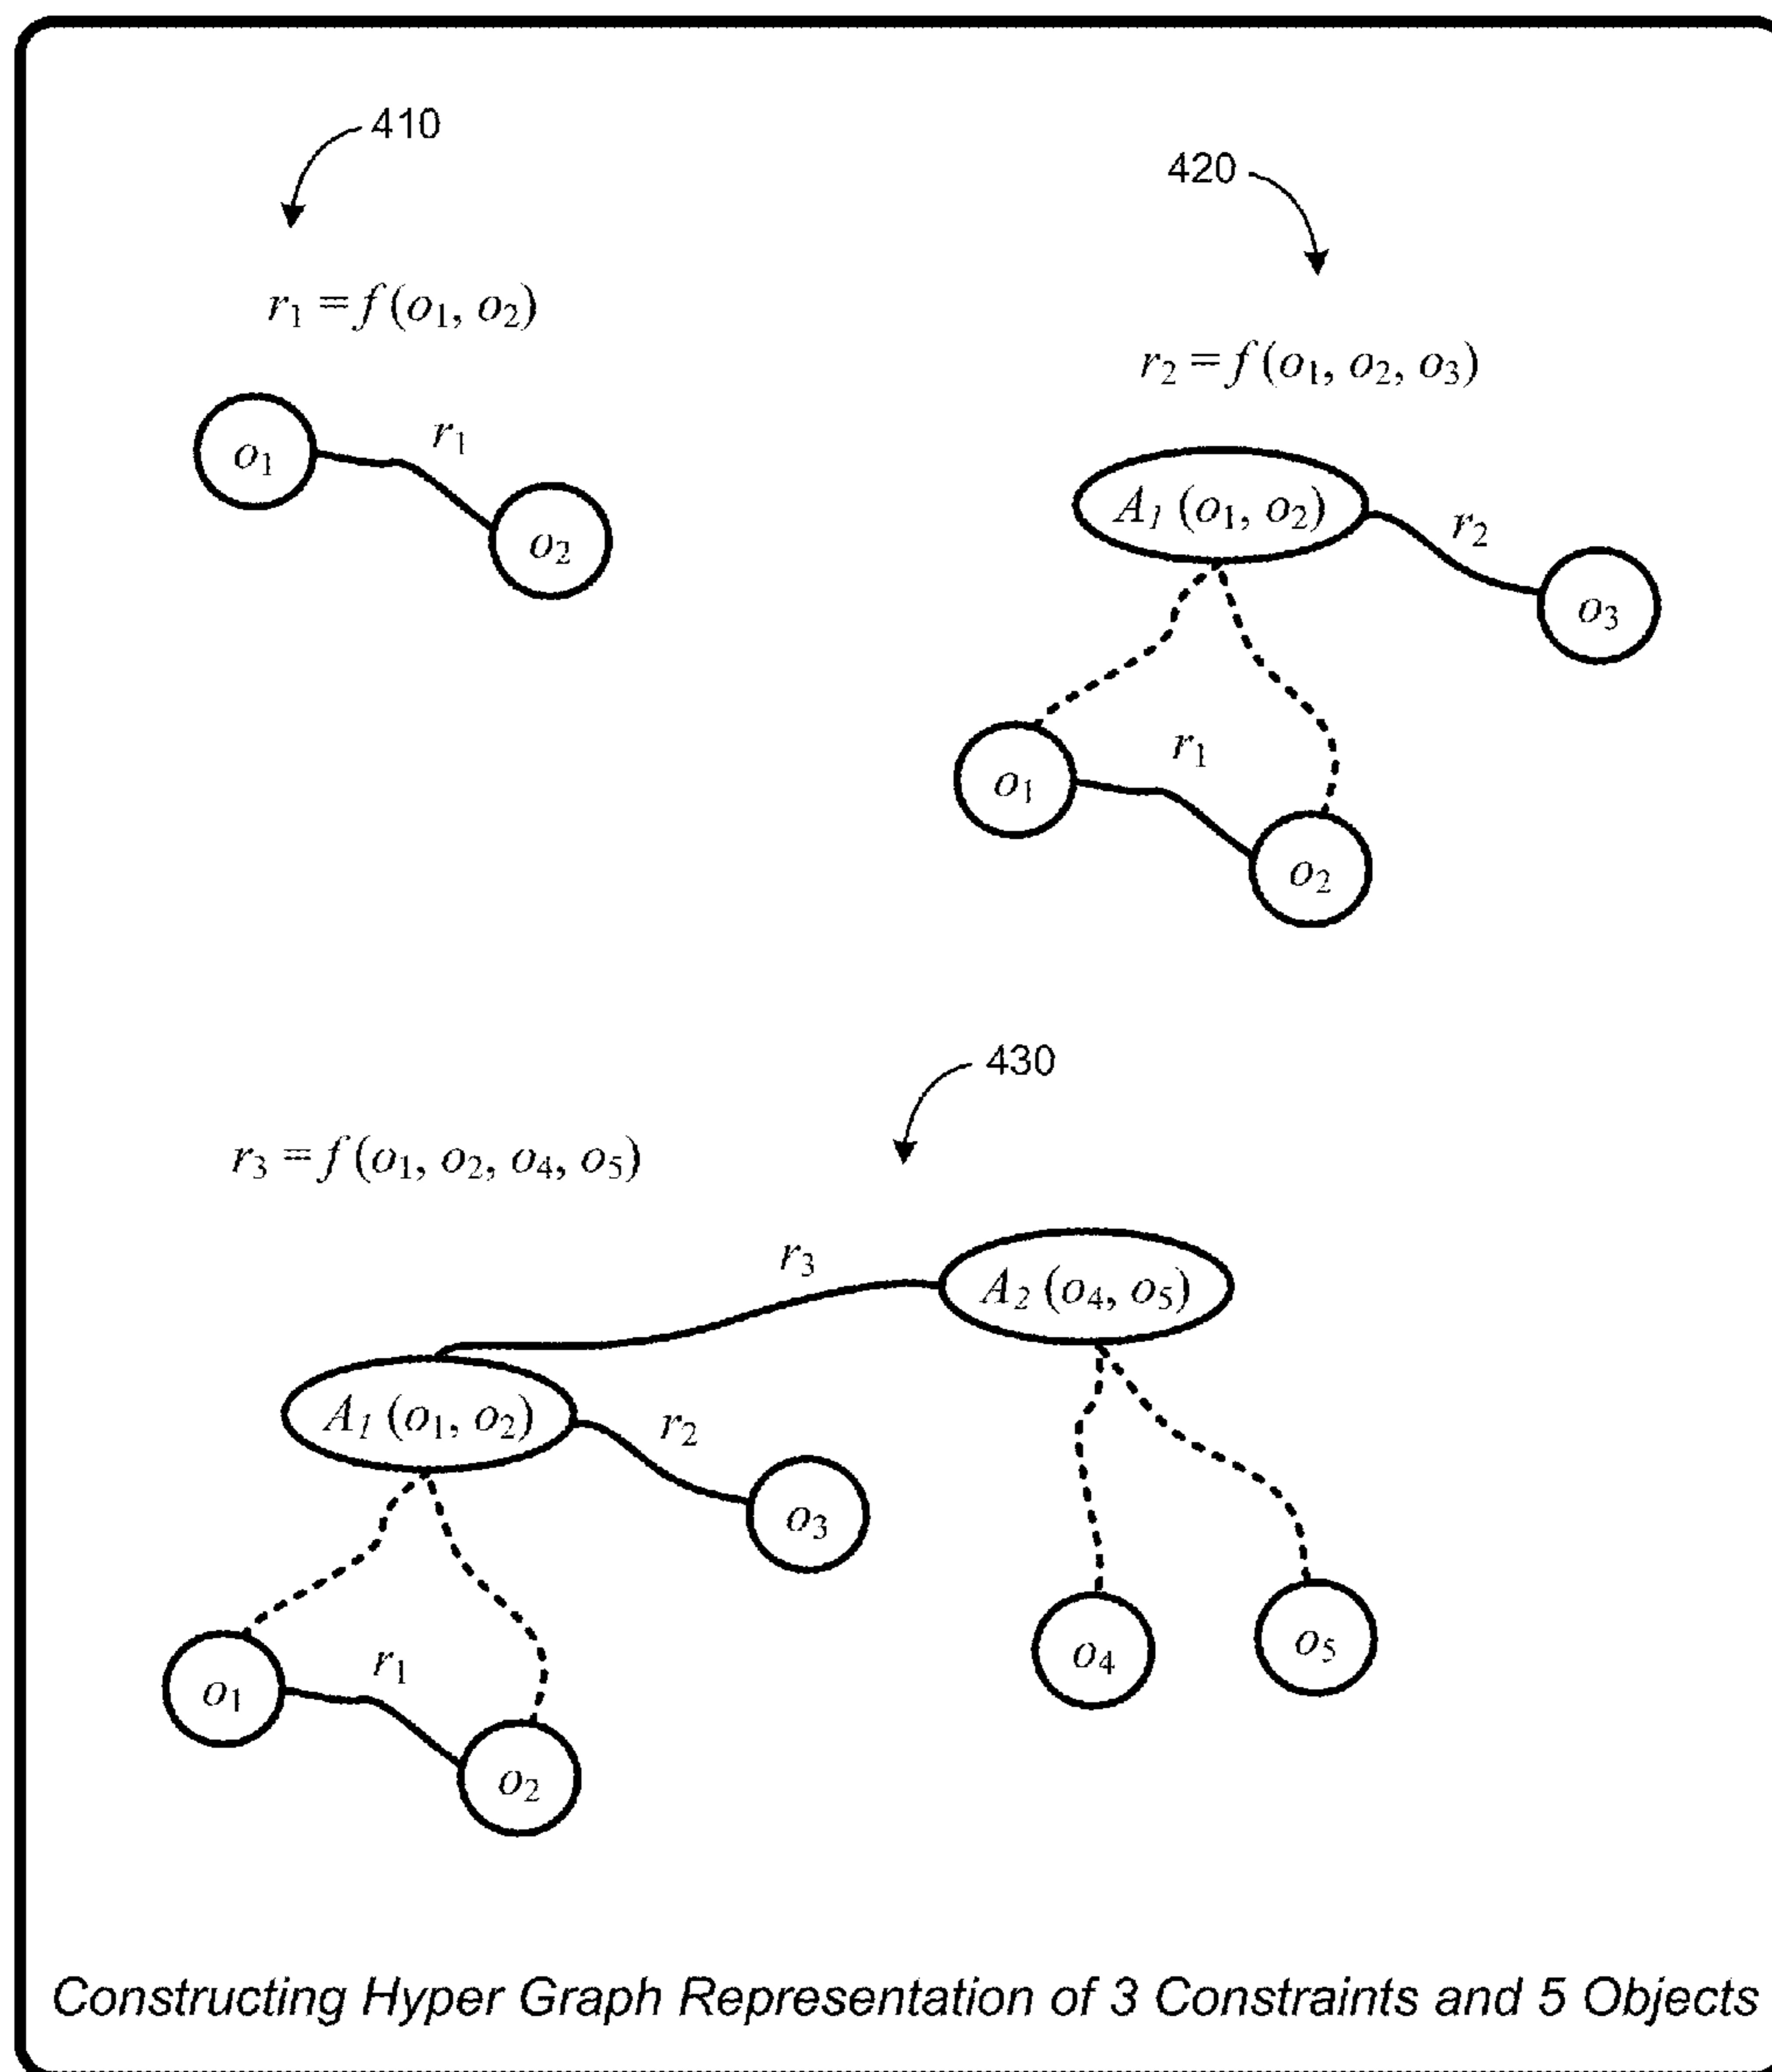 410
r₁ = f(o₁, o₂)
o₁
r₁
o₂
420
r₂ = f(o₁, o₂, o₃)
A₁ (o₁, o₂)
r₂
o₃
r₁
o₁
o₂
430
r₃ = f(o₁, o₂, o₄, o₅)
r₃
A₂ (o₄, o₅)
A₁ (o₁, o₂)
r₂
o₃
o₄
o₅
r₁
o₁
o₂
Constructing Hyper Graph Representation of 3 Constraints and 5 Objects